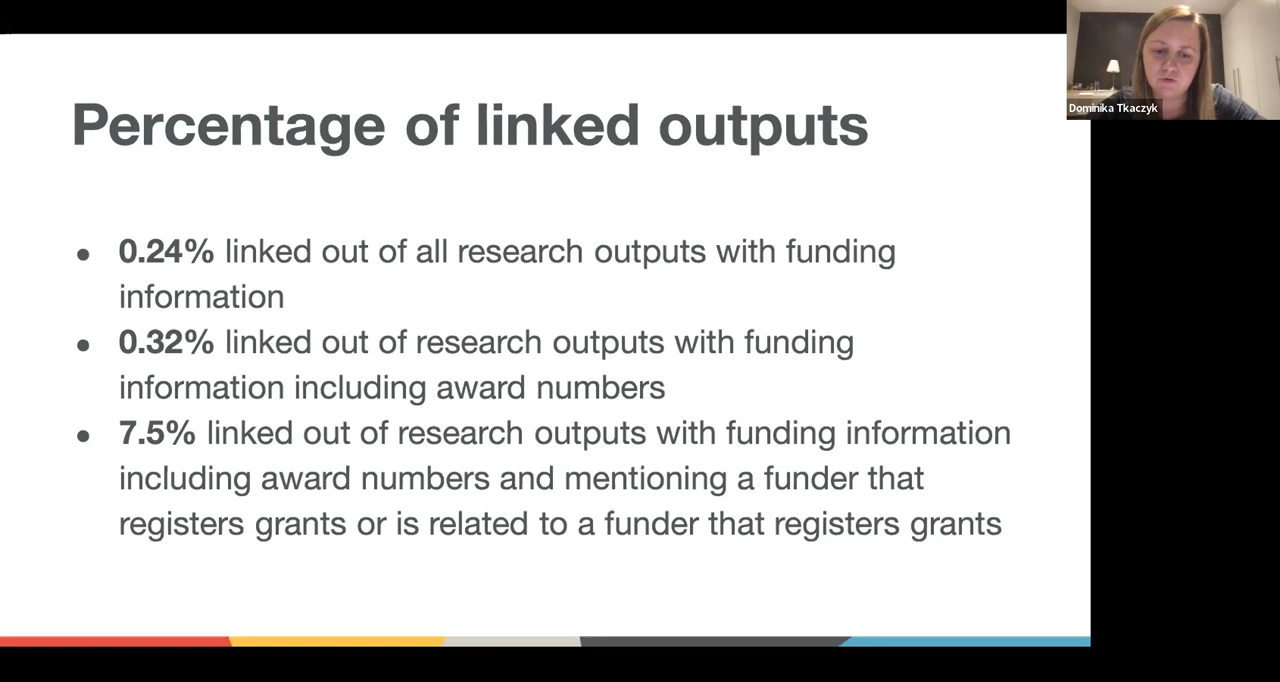 Percentage of linked outputs
● 0.24% linked out of all research outputs with funding
information
● 0.32% linked out of research outputs with funding
information including award numbers
● 7.5% linked out of research outputs with funding information
including award numbers and mentioning a funder that
registers grants or is related to a funder that registers grants
Dominika Tkaczyk